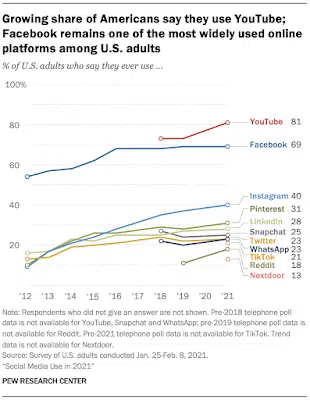 Growing share of Americans say they use YouTube;
Facebook remains one of the most widely used online
platforms among U.S. adults
% of U.S. adults who say they ever use ...
100%
80
60
40
20
YouTube 81
Facebook 69
Instagram 40
Pinterest 31
LinkedIn 28
Snapchat 25
Twitter 23
WhatsApp 23
TikTok 21
Reddit 18
Nextdoor 13
'12 '13 '14 '15 '16 '17 '18 '19 '20 '21
Note: Respondents who did not give an answer are not shown. Pre-2018 telephone poll
data is not available for YouTube, Snapchat and WhatsApp; pre-2019 telephone poll data is
not available for Reddit. Pre-2021 telephone poll data is not available for TikTok. Trend
data is not available for Nextdoor.
Source: Survey of U.S. adults conducted Jan. 25-Feb. 8, 2021.
"Social Media Use in 2021"
PEW RESEARCH CENTER